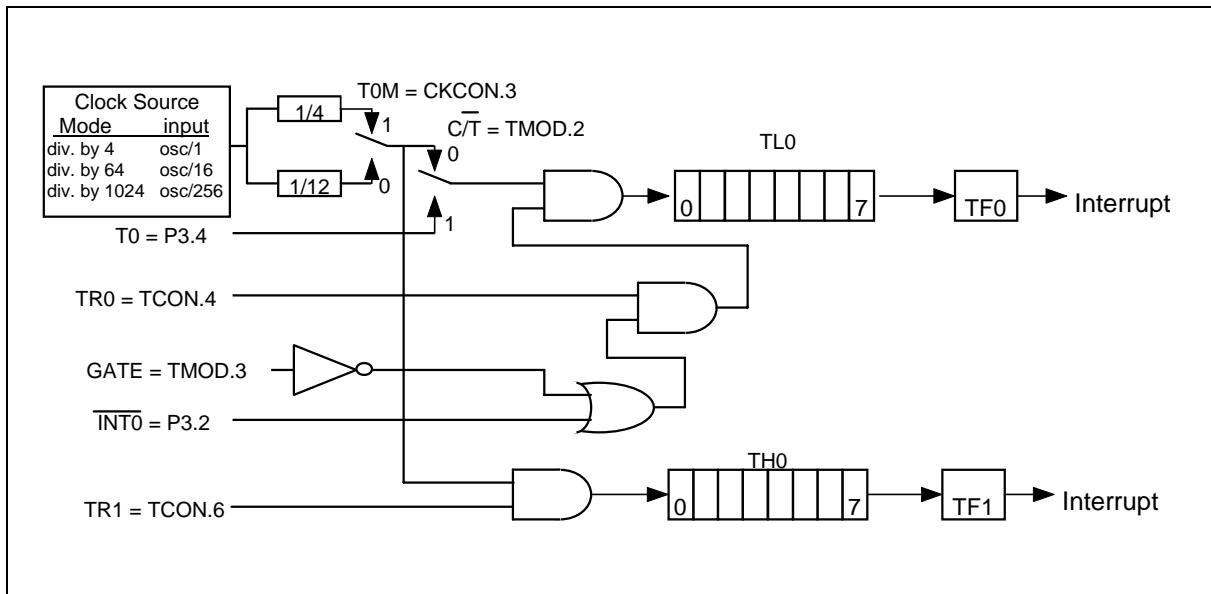 Clock Source
Mode input
div. by 4 osc/1
div. by 64 osc/16
div. by 1024 osc/256
1/4
1/12
T0M = CKCON.3
1
0
C/T̅ = TMOD.2
0
1
T0 = P3.4
TL0
0 7
TF0
Interrupt
TR0 = TCON.4
GATE = TMOD.3
I̅N̅T̅0̅ = P3.2
TR1 = TCON.6
TH0
0 7
TF1
Interrupt